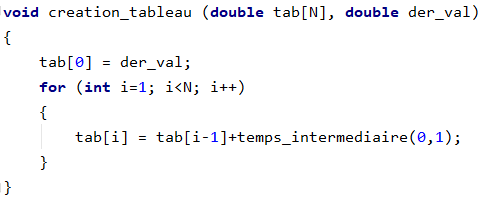 void creation_tableau (double tab[N], double der_val)
{
    tab[0] = der_val;
    for (int i=1; i<N; i++)
    {
        tab[i] = tab[i-1]+temps_intermediaire(0,1);
    }
}